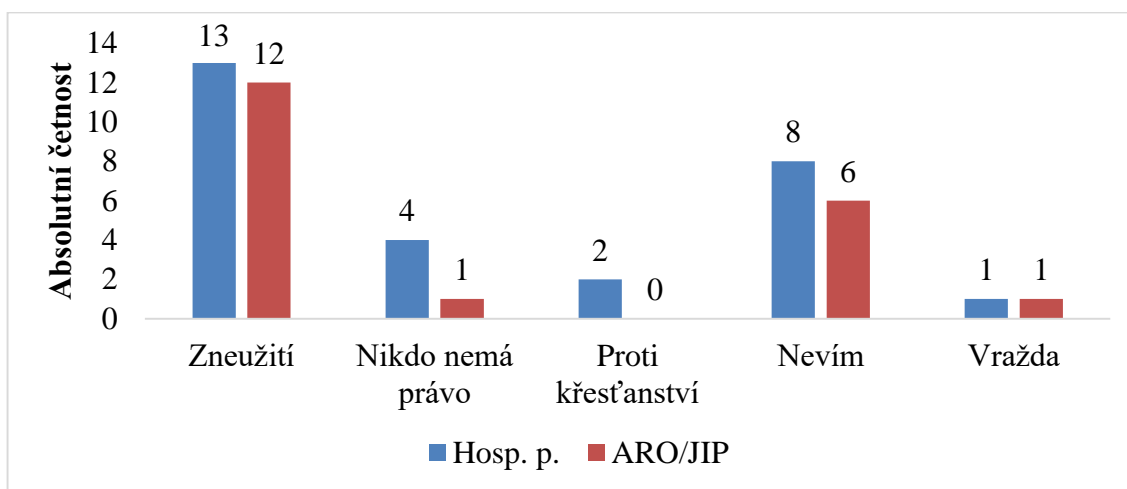 Absolutní četnost
14
12
10
8
6
4
2
0
13
12
4
1
2
0
8
6
1
1
Zneužití
Nikdo nemá
právo
Proti
křesťanství
Nevím
Vražda
Hosp. p.
ARO/JIP